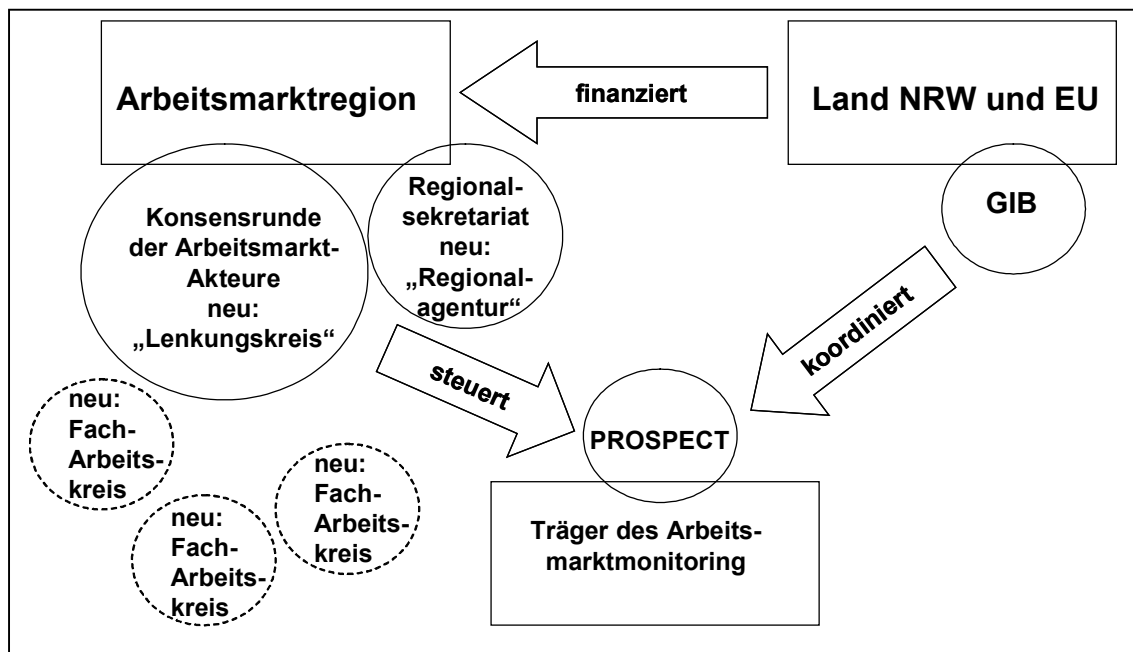 Arbeitsmarktregion
finanziert
Land NRW und EU
Konsensrunde
der Arbeitsmarkt-
Akteure
neu:
„Lenkungskreis“
Regional-
sekretariat
neu:
„Regional-
agentur“
GIB
steuert
koordiniert
PROSPECT
Träger des Arbeits-
marktmonitoring
neu:
Fach-
Arbeits-
kreis
neu:
Fach-
Arbeits-
kreis
neu:
Fach-
Arbeits-
kreis